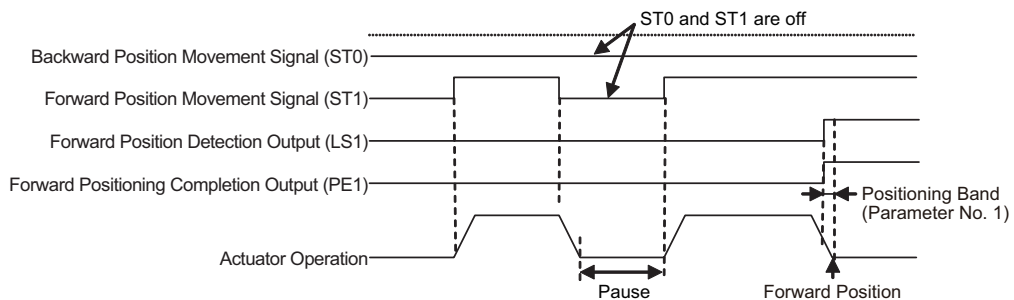 ST0 and ST1 are off
Backward Position Movement Signal (ST0)
Forward Position Movement Signal (ST1)
Forward Position Detection Output (LS1)
Forward Positioning Completion Output (PE1)
Positioning Band
(Parameter No. 1)
Actuator Operation
Pause
Forward Position